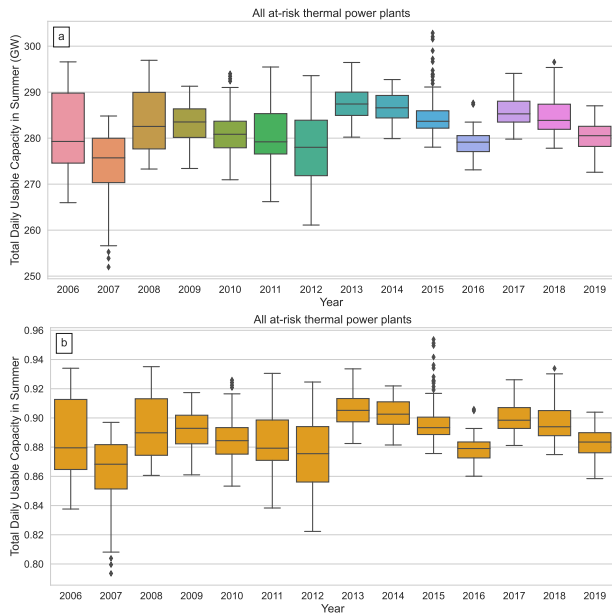 All at-risk thermal power plants
a
Total Daily Usable Capacity in Summer (GW)
300
290
280
270
260
250
2006 2007 2008 2009 2010 2011 2012 2013 2014 2015 2016 2017 2018 2019
Year
All at-risk thermal power plants
b
Total Daily Usable Capacity in Summer
0.96
0.94
0.92
0.90
0.88
0.86
0.84
0.82
0.80
2006 2007 2008 2009 2010 2011 2012 2013 2014 2015 2016 2017 2018 2019
Year